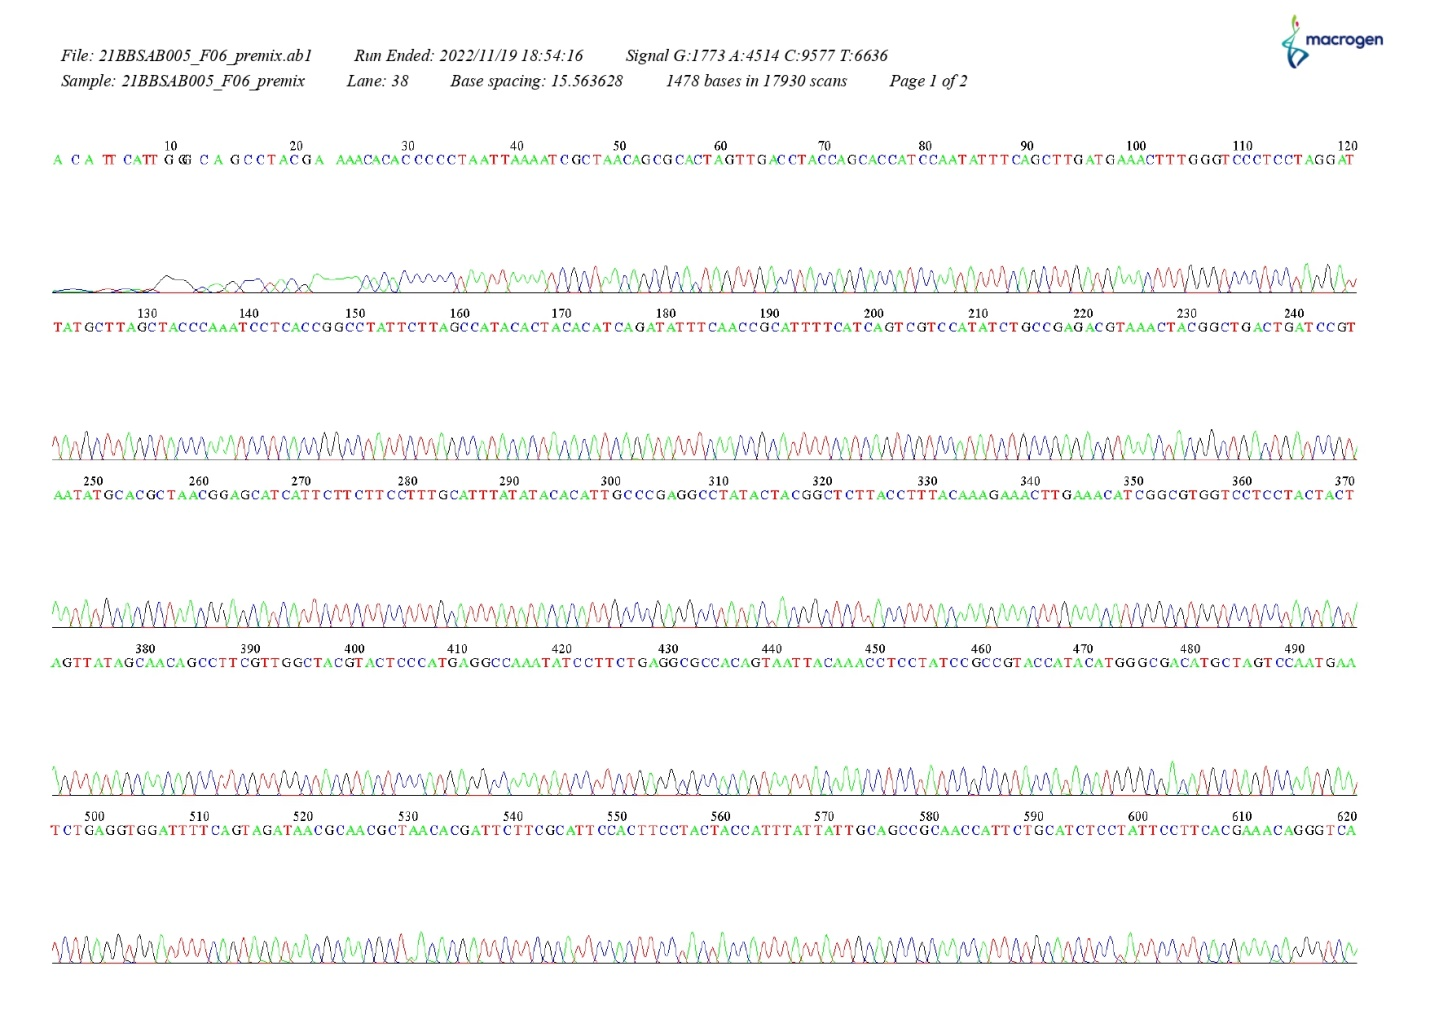 macrogen
File: 21BBSAB005_F06_premix.ab1 Run Ended: 2022/11/19 18:54:16 Signal G:1773 A:4514 C:9577 T:6636
Sample: 21BBSAB005_F06_premix Lane: 38 Base spacing: 15.563628 1478 bases in 17930 scans Page 1 of 2
10 20 30 40 50 60 70 80 90 100 110 120
A C A TT CATT G GG C A G C C T A C G A AAACACACCCCCTAATTAAAATCGCTAACAGCGCACTAGTTGACCTACCAGCACCATCCAATATTTCAGCTTGATGAAACTTTGGGTCCCTCCTAGGAT
130 140 150 160 170 180 190 200 210 220 230 240
TATGCTTAGCTACCCAAATCCTCACCGGCCTATTCTTAGCCATACACTACACATCAGATATTTCAACCGCATTTTCATCAGTCGTCCATATCTGCCGAGACGTAAACTACGGCTGACTGATCCGT
250 260 270 280 290 300 310 320 330 340 350 360 370
AATATGCACGCTAACGGAGCATCATTCTTCTTCCTTTGCATTTATATACACATTGCCCGAGGCCTATACTACGGCTCTTACCTTTACAAAGAAACTTGAAACATCGGCGTGGTCCTCCTACTACT
380 390 400 410 420 430 440 450 460 470 480 490
AGTTATAGCAACAGCCTTCGTTGGCTACGTACTCCCATGAGGCCAAATATCCTTCTGAGGCGCCACAGTAATTACAAACCTCCTATCCGCCGTACCATACATGGGCGACATGCTAGTCCAATGAA
500 510 520 530 540 550 560 570 580 590 600 610 620
TCTGAGGTGGATTTTCAGTAGATAACGCAACGCTAACACGATTCTTCGCATTCCACTTCCTACTACCATTTATTATTGCAGCCGCAACCATTCTGCATCTCCTATTCCTTCACGAAACAGGGTCA